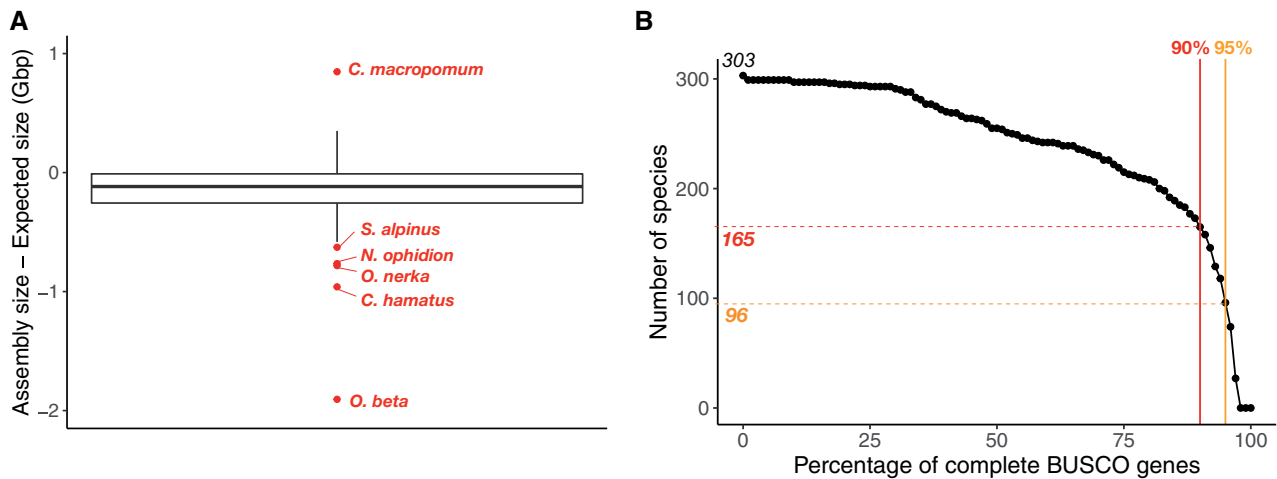 A
Assembly size – Expected size (Gbp)
1
0
−1
−2
C. macropomum
S. alpinus
N. ophidion
O. nerka
C. hamatus
O. beta
B
Number of species
300
200
100
0
303
90% 95%
165
96
0 25 50 75 100
Percentage of complete BUSCO genes